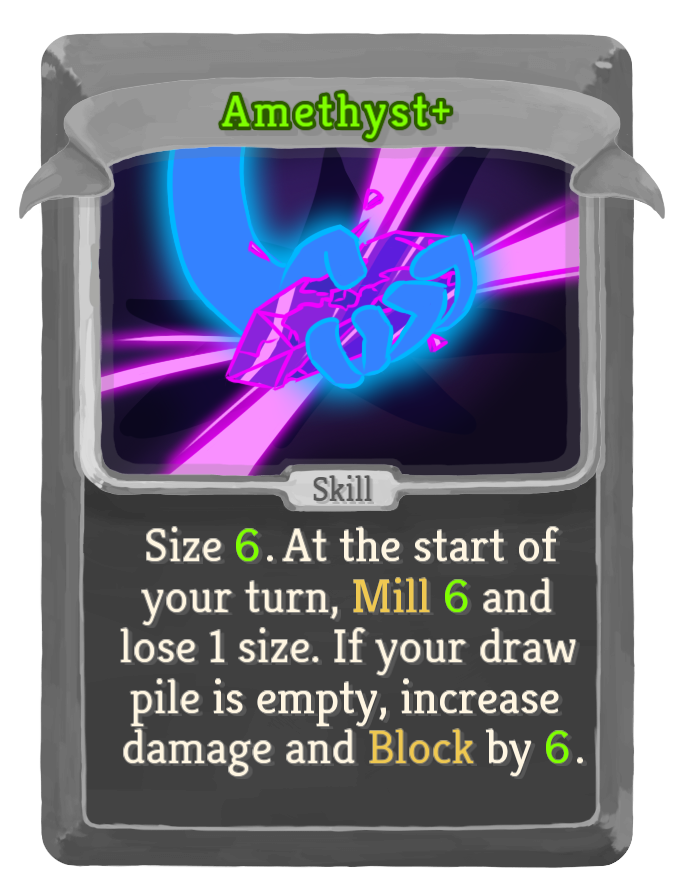 Amethyst+
Skill
Size 6. At the start of
your turn, Mill 6 and
lose 1 size. If your draw
pile is empty, increase
damage and Block by 6.